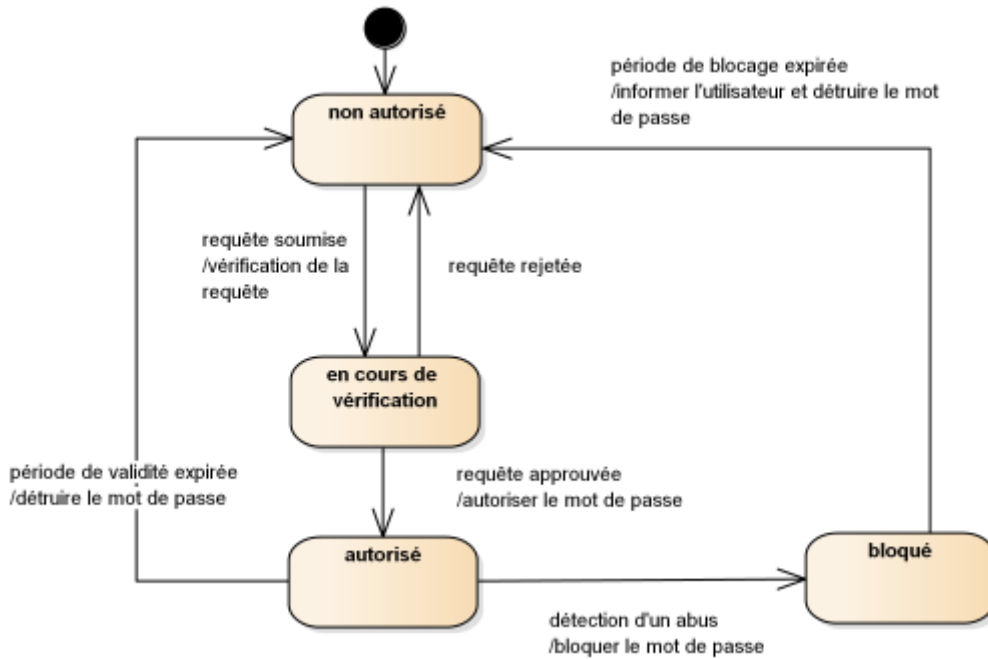 période de blocage expirée
/informer l'utilisateur et détruire le mot
de passe
non autorisé
requête soumise
/vérification de la
requête
requête rejetée
en cours de
vérification
période de validité expirée
/détruire le mot de passe
requête approuvée
/autoriser le mot de passe
autorisé
bloqué
détection d'un abus
/bloquer le mot de passe